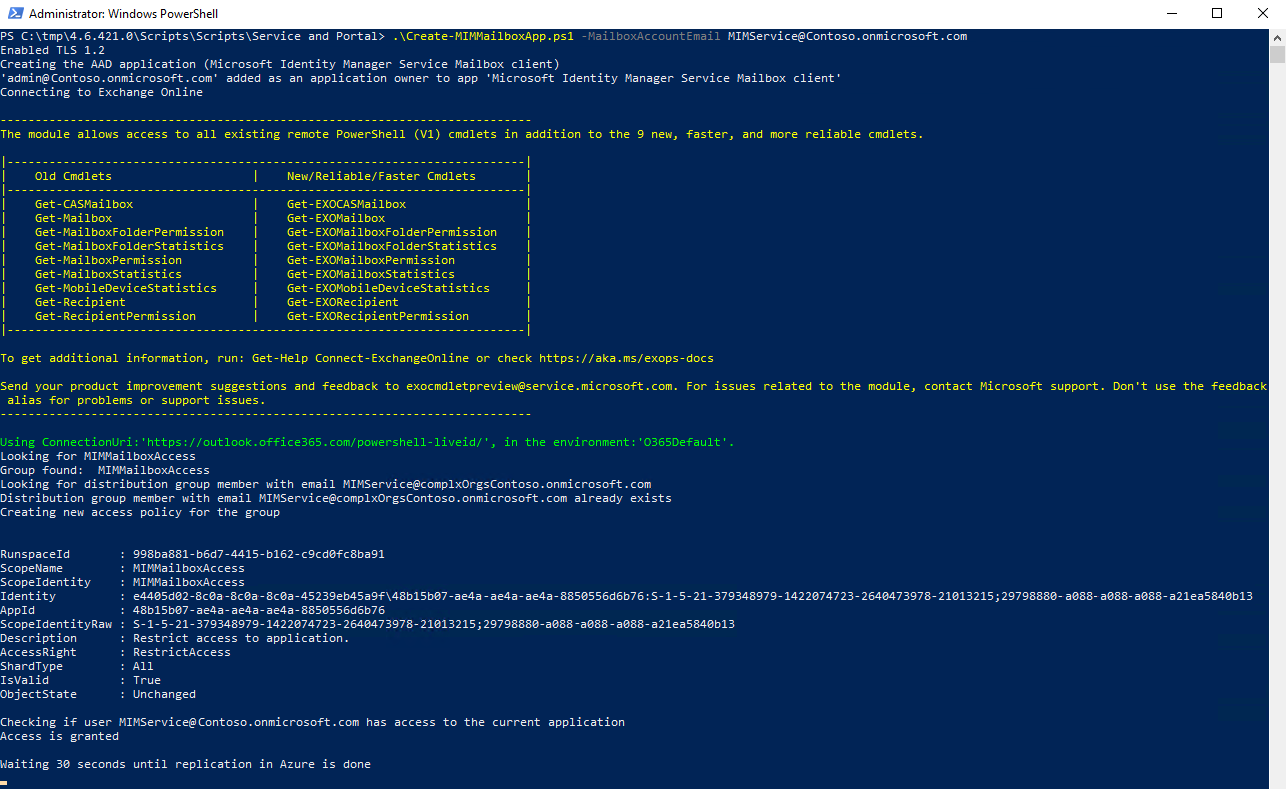 Administrator: Windows PowerShell
PS C:\tmp\4.6.421.0\Scripts\Scripts\Service and Portal> .\Create-MIMMailboxApp.ps1 -MailboxAccountEmail MIMService@Contoso.onmicrosoft.com
Enabled TLS 1.2
Creating the AAD application (Microsoft Identity Manager Service Mailbox client)
'admin@Contoso.onmicrosoft.com' added as an application owner to app 'Microsoft Identity Manager Service Mailbox client'
Connecting to Exchange Online
----------------------------------------------------------------------------
The module allows access to all existing remote PowerShell (V1) cmdlets in addition to the 9 new, faster, and more reliable cmdlets.
|--------------------------------------------------------------------------|
|    Old Cmdlets                    |    New/Reliable/Faster Cmdlets       |
|--------------------------------------------------------------------------|
|    Get-CASMailbox                 |    Get-EXOCASMailbox                 |
|    Get-Mailbox                    |    Get-EXOMailbox                    |
|    Get-MailboxFolderPermission    |    Get-EXOMailboxFolderPermission    |
|    Get-MailboxFolderStatistics    |    Get-EXOMailboxFolderStatistics    |
|    Get-MailboxPermission          |    Get-EXOMailboxPermission          |
|    Get-MailboxStatistics          |    Get-EXOMailboxStatistics          |
|    Get-MobileDeviceStatistics     |    Get-EXOMobileDeviceStatistics     |
|    Get-Recipient                  |    Get-EXORecipient                  |
|    Get-RecipientPermission        |    Get-EXORecipientPermission        |
|--------------------------------------------------------------------------|
To get additional information, run: Get-Help Connect-ExchangeOnline or check https://aka.ms/exops-docs
Send your product improvement suggestions and feedback to exocmdletpreview@service.microsoft.com. For issues related to the module, contact Microsoft support. Don't use the feedback
 alias for problems or support issues.
----------------------------------------------------------------------------
Using ConnectionUri:'https://outlook.office365.com/powershell-liveid/', in the environment:'O365Default'.
Looking for MIMMailboxAccess
Group found:  MIMMailboxAccess
Looking for distribution group member with email MIMService@complxOrgsContoso.onmicrosoft.com
Distribution group member with email MIMService@complxOrgsContoso.onmicrosoft.com already exists
Creating new access policy for the group
RunspaceId       : 998ba881-b6d7-4415-b162-c9cd0fc8ba91
ScopeName        : MIMMailboxAccess
ScopeIdentity    : MIMMailboxAccess
Identity         : e4405d02-8c0a-8c0a-8c0a-45239eb45a9f\48b15b07-ae4a-ae4a-ae4a-8850556d6b76:S-1-5-21-379348979-1422074723-2640473978-21013215;29798880-a088-a088-a088-a21ea5840b13
AppId            : 48b15b07-ae4a-ae4a-ae4a-8850556d6b76
ScopeIdentityRaw : S-1-5-21-379348979-1422074723-2640473978-21013215;29798880-a088-a088-a088-a21ea5840b13
Description      : Restrict access to application.
AccessRight      : RestrictAccess
ShardType        : All
IsValid          : True
ObjectState      : Unchanged
Checking if user MIMService@Contoso.onmicrosoft.com has access to the current application
Access is granted
Waiting 30 seconds until replication in Azure is done